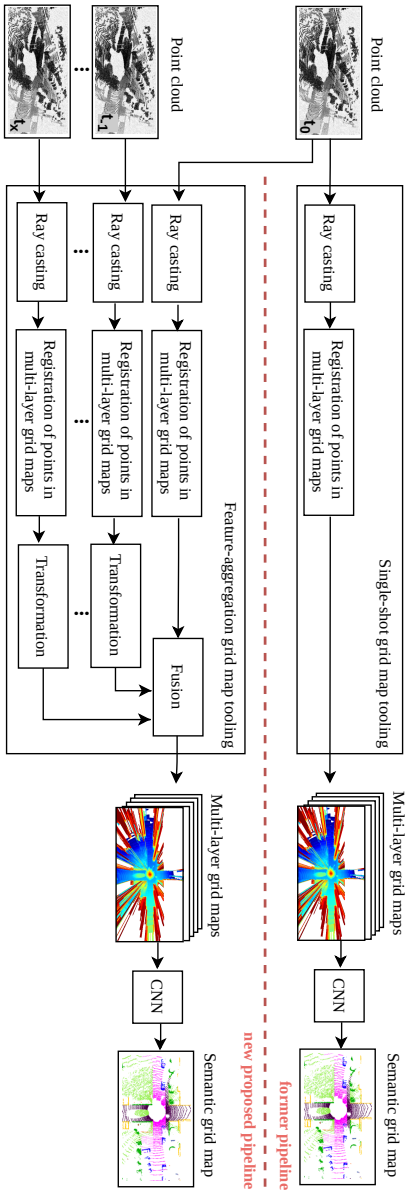 Point cloud
t0
Ray casting
Registration of points in
multi-layer grid maps
Single-shot grid map tooling
Multi-layer grid maps
CNN
Semantic grid map
former pipeline
new proposed pipeline
Point cloud
t-1
...
tx
Ray casting
Registration of points in
multi-layer grid maps
Ray casting
Registration of points in
multi-layer grid maps
Transformation
...
...
...
Ray casting
Registration of points in
multi-layer grid maps
Transformation
Fusion
Feature-aggregation grid map tooling
Multi-layer grid maps
CNN
Semantic grid map